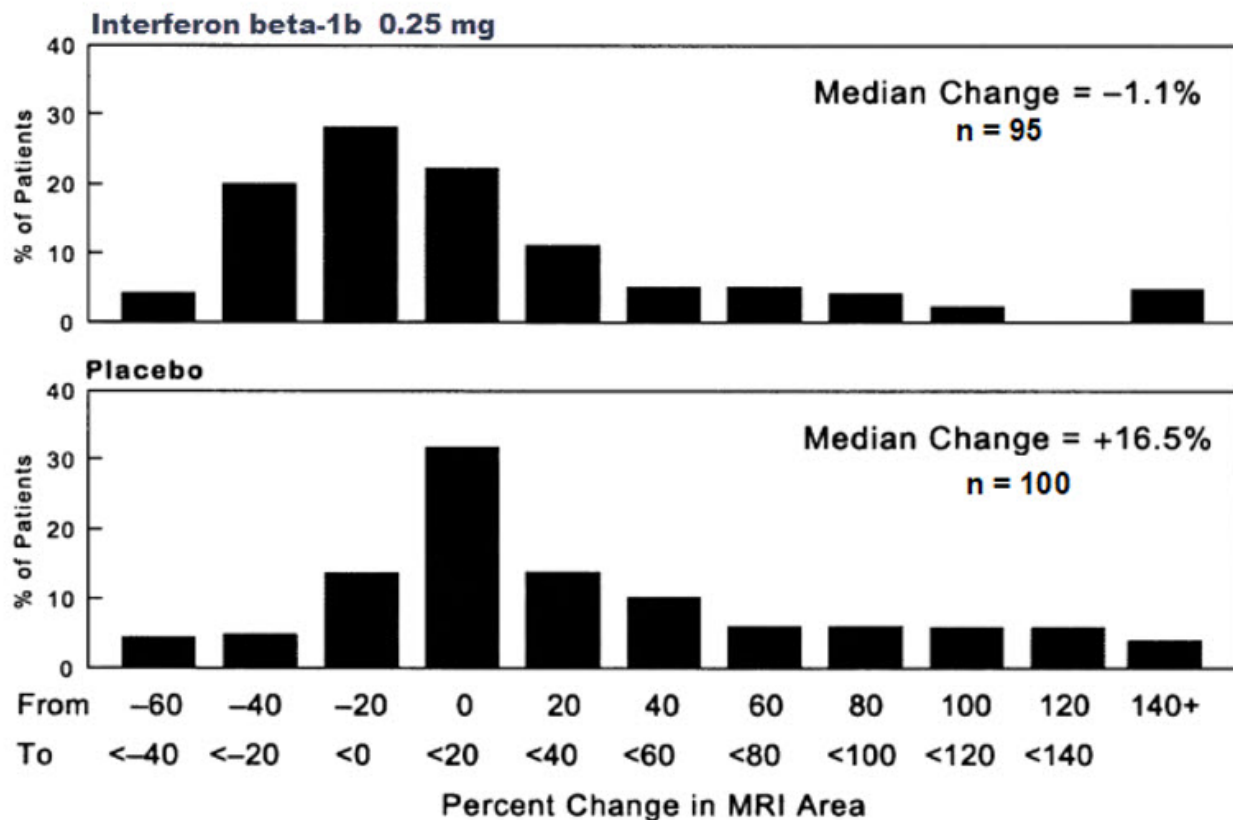 Interferon beta-1b 0.25 mg
40
30
20
10
0
% of Patients
Median Change = –1.1%
n = 95
Placebo
40
30
20
10
0
% of Patients
Median Change = +16.5%
n = 100
From –60 –40 –20 0 20 40 60 80 100 120 140+
To <–40 <–20 <0 <20 <40 <60 <80 <100 <120 <140
Percent Change in MRI Area